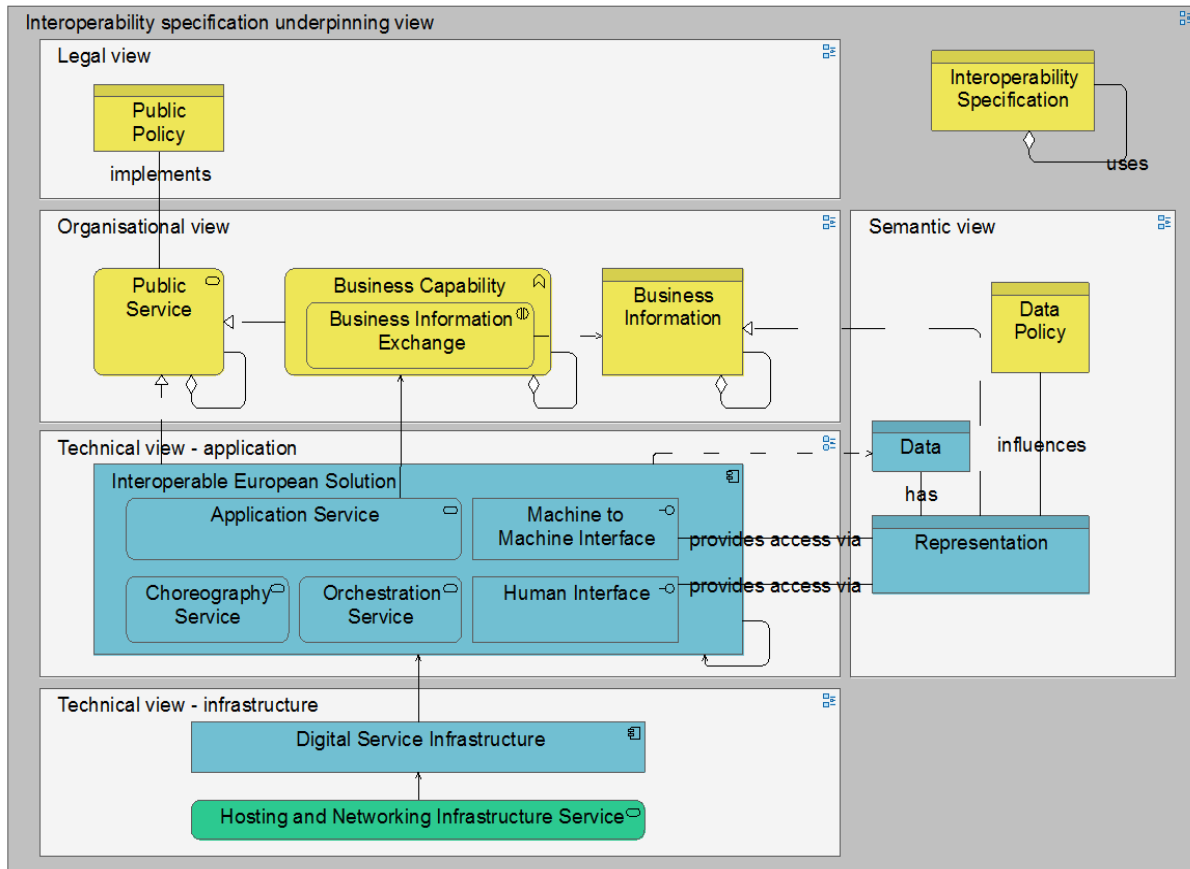 Interoperability specification underpinning view
Legal view
Public
Policy
implements
Interoperability
Specification
uses
Organisational view
Public
Service
Business Capability
Business Information
Exchange
Business
Information
Semantic view
Data
Policy
influences
Data
has
Representation
Technical view - application
Interoperable European Solution
Application Service
Machine to
Machine Interface
provides access via
Choreography
Service
Orchestration
Service
Human Interface
provides access via
Technical view - infrastructure
Digital Service Infrastructure
Hosting and Networking Infrastructure Service